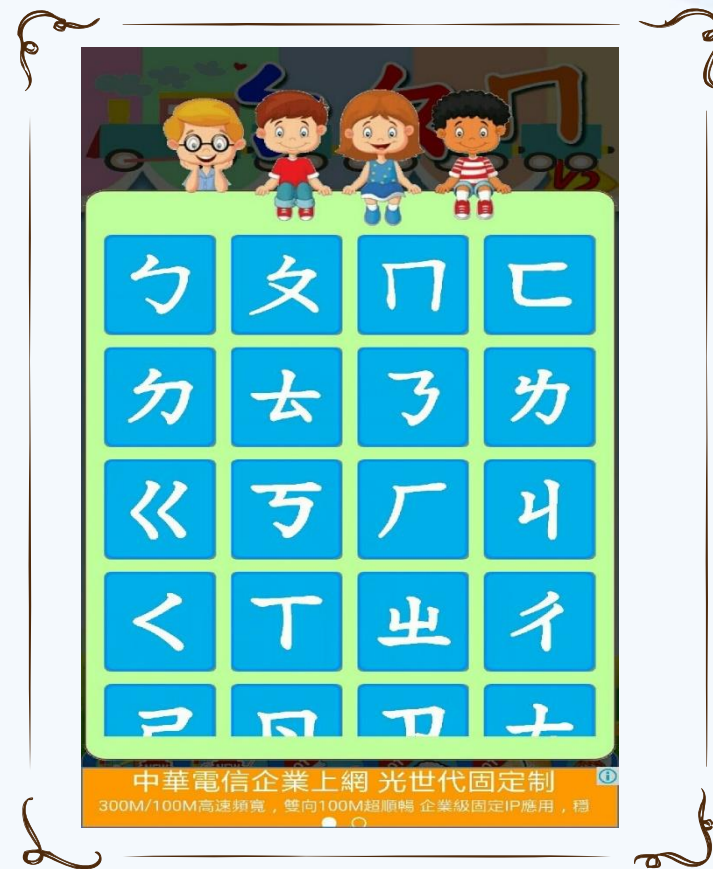 ㄅㄆㄇ
VS
ㄅ ㄆ ㄇ ㄈ
ㄉ ㄊ ㄋ ㄌ
ㄍ ㄎ ㄏ ㄐ
ㄑ ㄒ ㄓ ㄔ
ㄕ ㄖ ㄗ ㄘ
中華電信企業上網 光世代固定制
300M/100M高速頻寬，雙向100M超順暢 企業級固定IP應用，穩